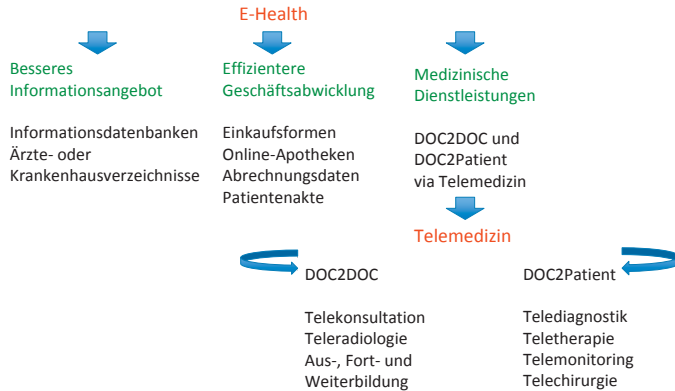 E-Health
Besseres
Informationsangebot
Informationsdatenbanken
Ärzte- oder
Krankenhausverzeichnisse
Effizientere
Geschäftsabwicklung
Einkaufsformen
Online-Apotheken
Abrechnungsdaten
Patientenakte
Medizinische
Dienstleistungen
DOC2DOC und
DOC2Patient
via Telemedizin
Telemedizin
DOC2DOC
Telekonsultation
Teleradiologie
Aus-, Fort- und
Weiterbildung
DOC2Patient
Telediagnostik
Teletherapie
Telemonitoring
Telechirurgie